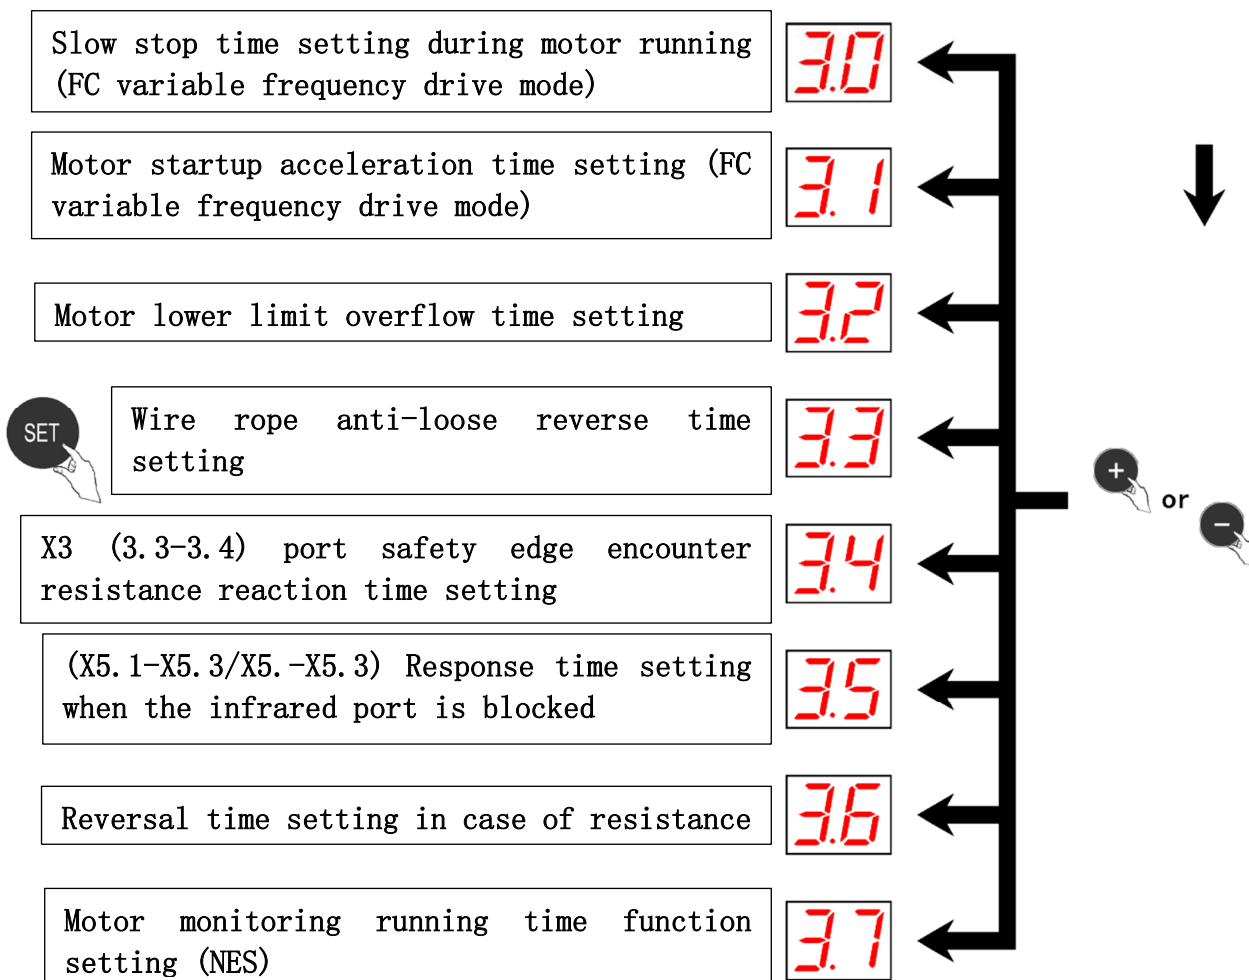 Slow stop time setting during motor running
(FC variable frequency drive mode)
3.0
Motor startup acceleration time setting (FC
variable frequency drive mode)
3.1
Motor lower limit overflow time setting
3.2
SET
Wire rope anti-loose reverse time
setting
3.3
+ or
−
X3 (3.3-3.4) port safety edge encounter
resistance reaction time setting
3.4
(X5.1-X5.3/X5.-X5.3) Response time setting
when the infrared port is blocked
3.5
Reversal time setting in case of resistance
3.6
Motor monitoring running time function
setting (NES)
3.7